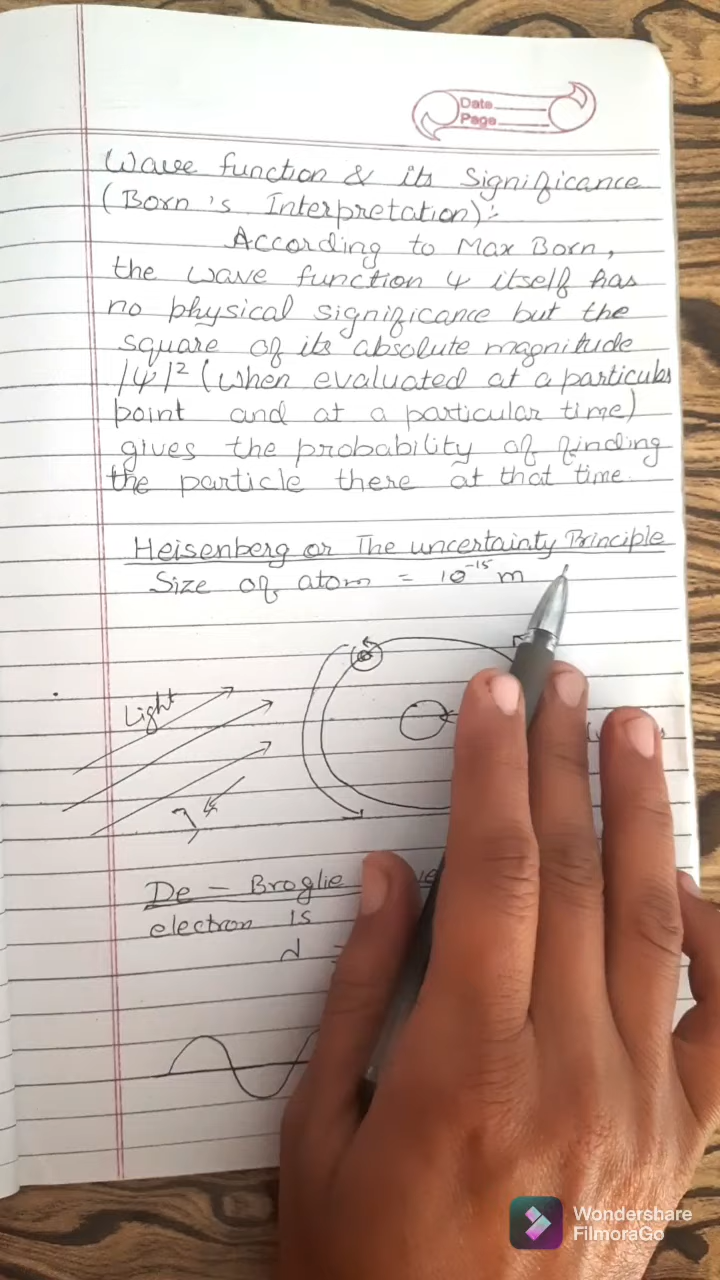 Date
Page
Wave function & its Significance
(Born's Interpretation):-
According to Max Born,
the wave function ψ itself has
no physical significance but the
square of its absolute magnitude
|ψ|² (when evaluated at a particular
point and at a particular time)
gives the probability of finding
the particle there at that time.
Heisenberg or The uncertainty Principle
Size of atom = 10⁻¹⁵ m
Light
De - Broglie
electron is
λ =
Wondershare
FilmoraGo